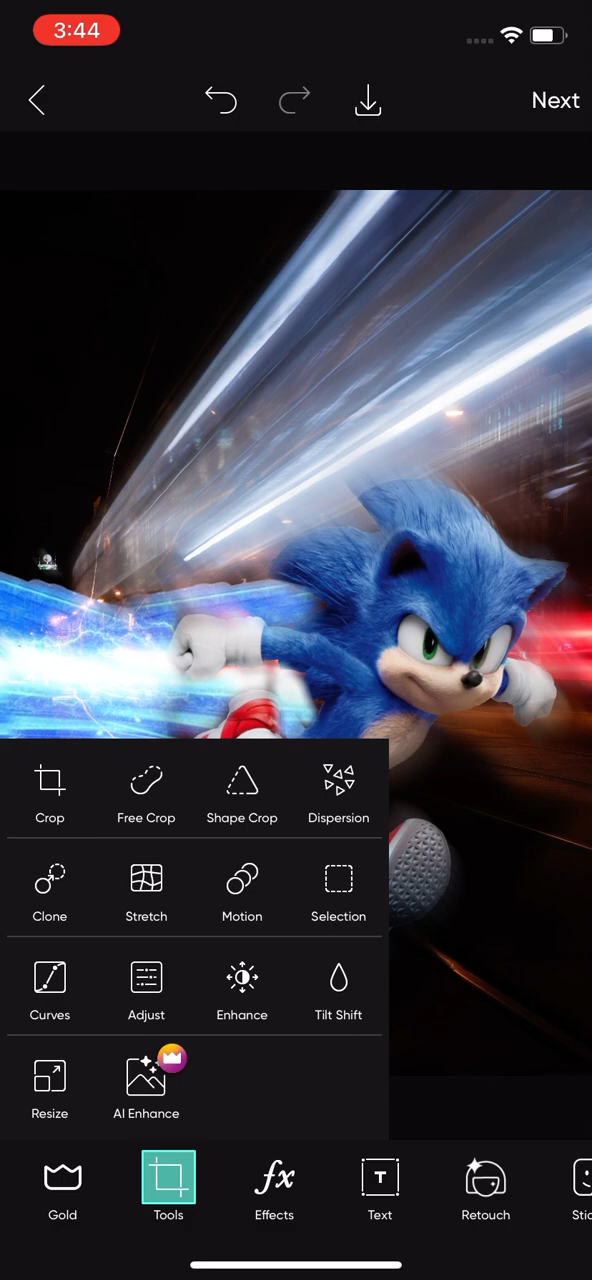 3:44
Next
Crop Free Crop Shape Crop Dispersion
Clone Stretch Motion Selection
Curves Adjust Enhance Tilt Shift
Resize AI Enhance
fx T
Gold Tools Effects Text Retouch Stic